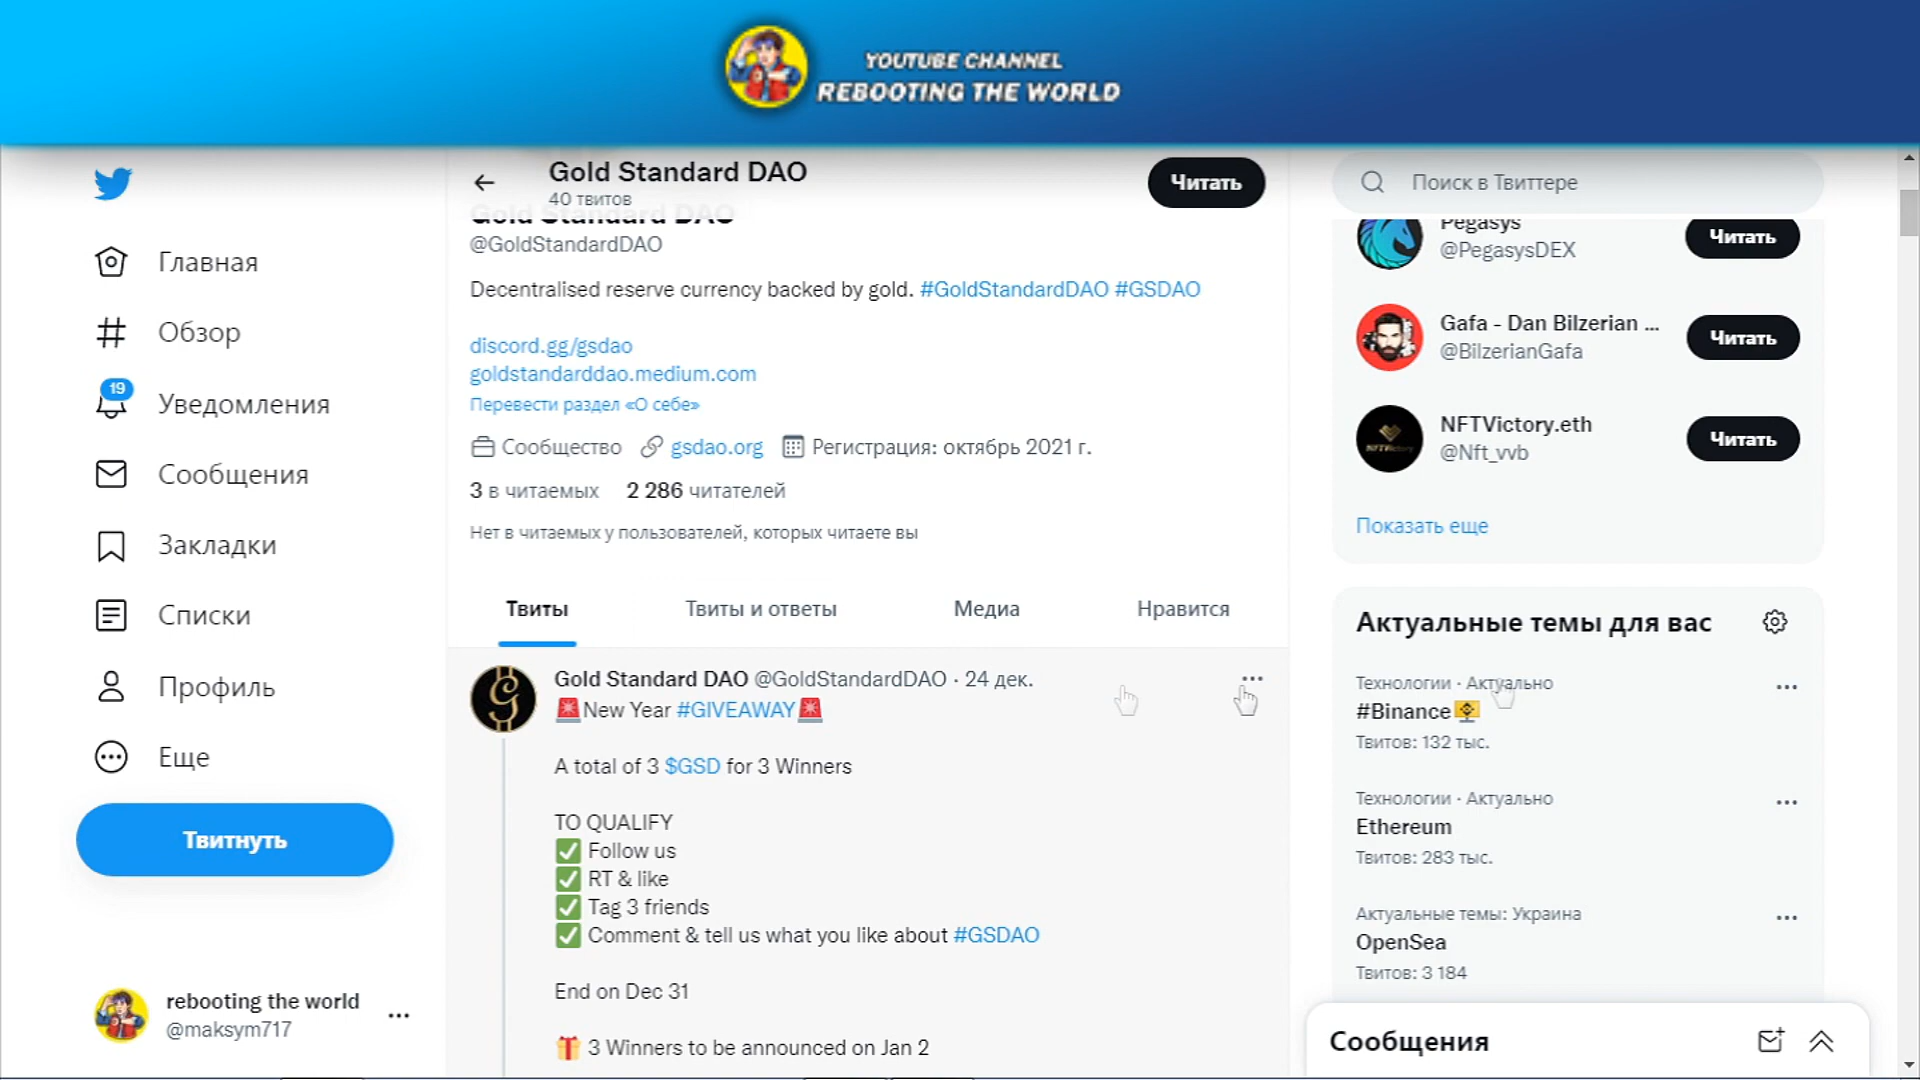 YOUTUBE CHANNEL
REBOOTING THE WORLD
Главная
Обзор
19
Уведомления
Сообщения
Закладки
Списки
Профиль
Еще
Твитнуть
rebooting the world
@maksym717
Gold Standard DAO
40 твитов
Читать
Gold Standard DAO
@GoldStandardDAO
Decentralised reserve currency backed by gold. #GoldStandardDAO #GSDAO
discord.gg/gsdao
goldstandarddao.medium.com
Перевести раздел «О себе»
Сообщество gsdao.org Регистрация: октябрь 2021 г.
3 в читаемых 2 286 читателей
Нет в читаемых у пользователей, которых читаете вы
Твиты Твиты и ответы Медиа Нравится
Gold Standard DAO @GoldStandardDAO · 24 дек.
🚨New Year #GIVEAWAY🚨
A total of 3 $GSD for 3 Winners
TO QUALIFY
✅ Follow us
✅ RT & like
✅ Tag 3 friends
✅ Comment & tell us what you like about #GSDAO
End on Dec 31
🎁 3 Winners to be announced on Jan 2
Поиск в Твиттере
Pegasys
@PegasysDEX
Читать
Gafa - Dan Bilzerian ...
@BilzerianGafa
Читать
NFTVictory.eth
@Nft_vvb
Читать
Показать еще
Актуальные темы для вас
Технологии · Актуально
#Binance
Твитов: 132 тыс.
Технологии · Актуально
Ethereum
Твитов: 283 тыс.
Актуальные темы: Украина
OpenSea
Твитов: 3 184
Сообщения